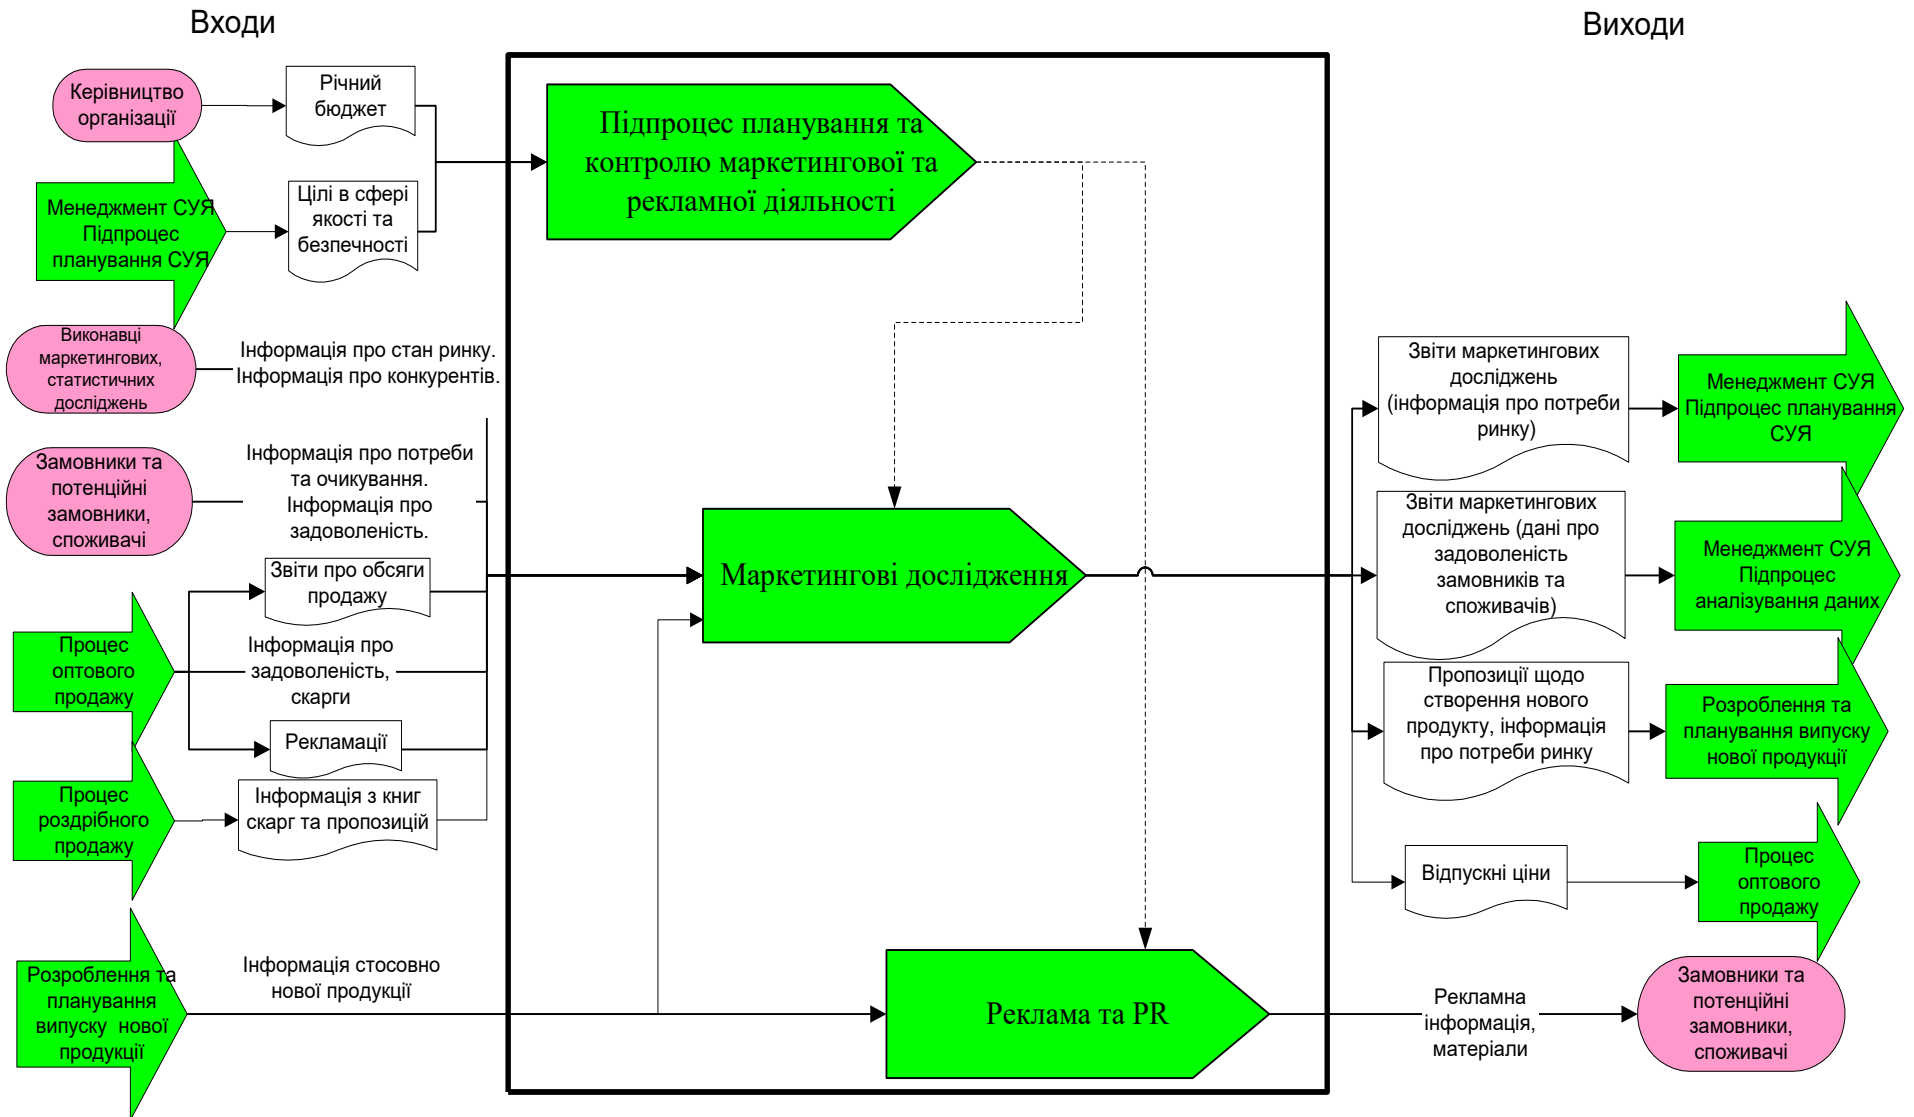 Входи
Виходи
Керівництво
організації
Річний
бюджет
Менеджмент СУЯ
Підпроцес
планування СУЯ
Цілі в сфері
якості та
безпечності
Підпроцес планування та
контролю маркетингової та
рекламної діяльності
Виконавці
маркетингових,
статистичних
досліджень
Інформація про стан ринку.
Інформація про конкурентів.
Замовники та
потенційні
замовники,
споживачі
Інформація про потреби
та очикування.
Інформація про
задоволеність.
Звіти про обсяги
продажу
Процес
оптового
продажу
Інформація про
задоволеність,
скарги
Рекламації
Процес
роздрібного
продажу
Інформація з книг
скарг та пропозицій
Розроблення та
планування
випуску нової
продукції
Інформація стосовно
нової продукції
Маркетингові дослідження
Реклама та PR
Звіти маркетингових
досліджень
(інформація про потреби
ринку)
Менеджмент СУЯ
Підпроцес планування
СУЯ
Звіти маркетингових
досліджень (дані про
задоволеність
замовників та
споживачів)
Менеджмент СУЯ
Підпроцес
аналізування даних
Пропозиції щодо
створення нового
продукту, інформація
про потреби ринку
Розроблення та
планування випуску
нової продукції
Відпускні ціни
Процес
оптового
продажу
Рекламна
інформація,
матеріали
Замовники та
потенційні
замовники,
споживачі